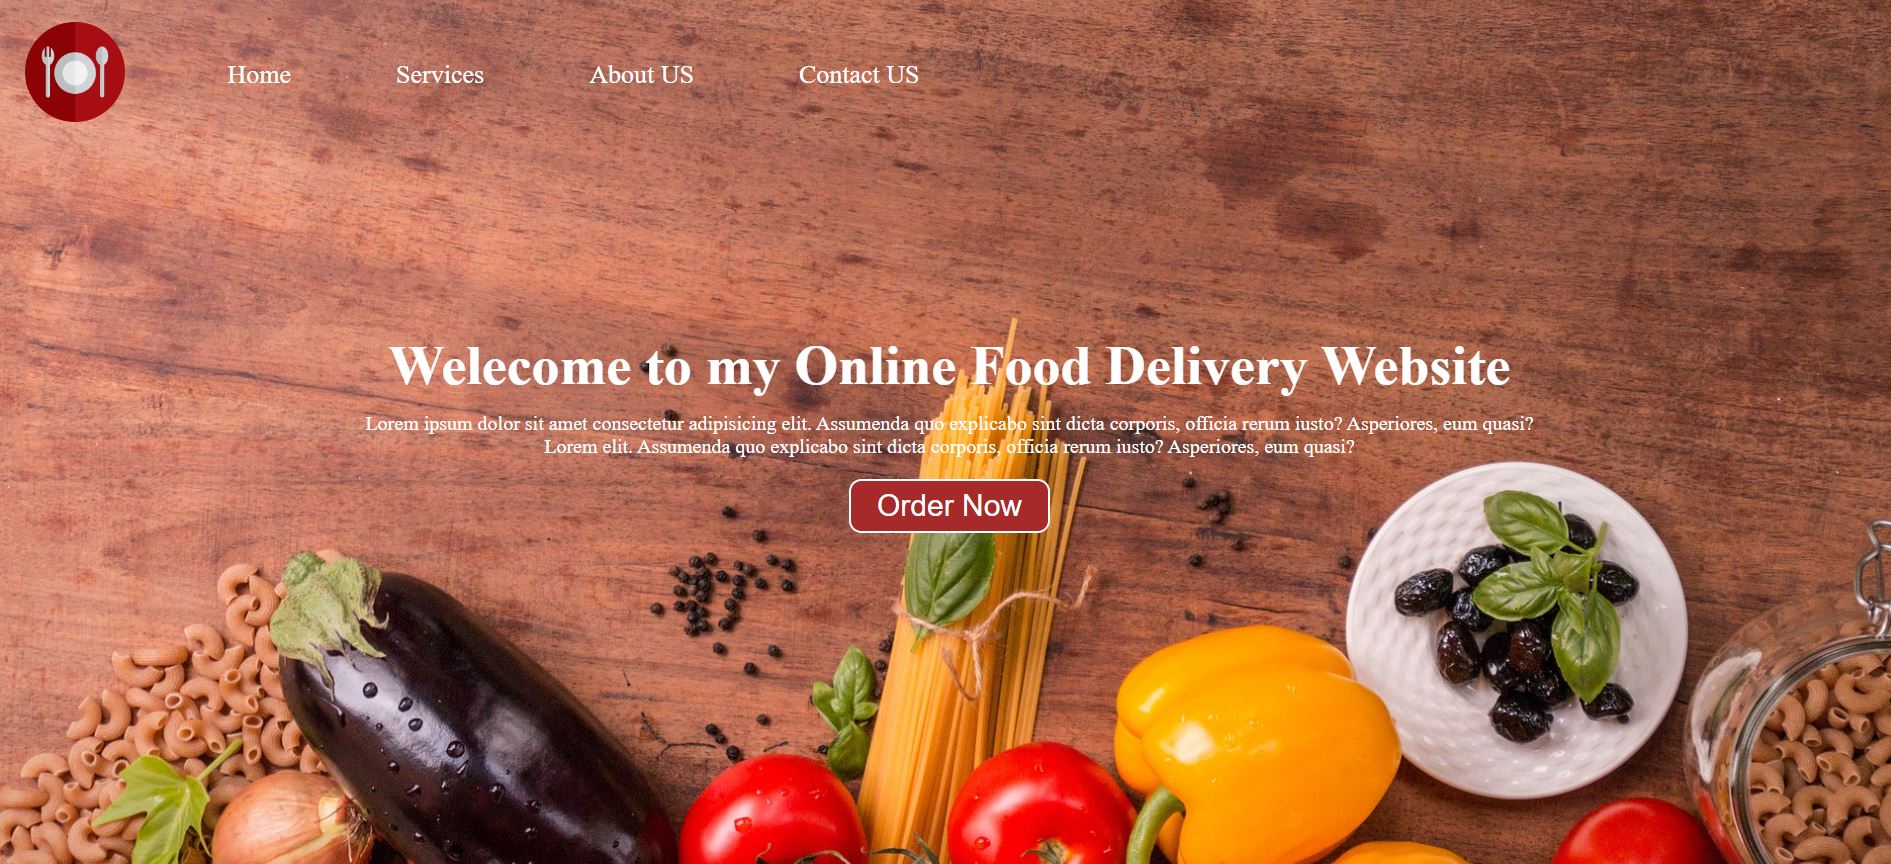 Home
Services
About US
Contact US
Welecome to my Online Food Delivery Website
Lorem ipsum dolor sit amet consectetur adipisicing elit. Assumenda quo explicabo sint dicta corporis, officia rerum iusto? Asperiores, eum quasi?
Lorem elit. Assumenda quo explicabo sint dicta corporis, officia rerum iusto? Asperiores, eum quasi?
Order Now